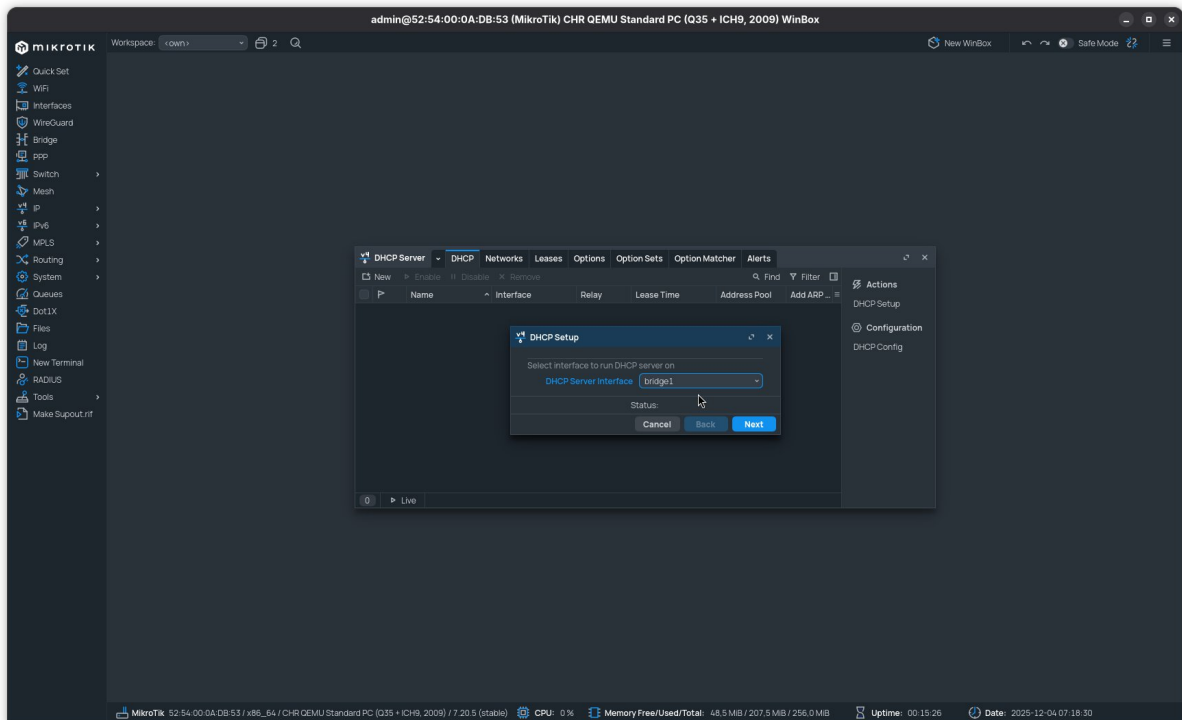 admin@52:54:00:0A:DB:53 (MikroTik) CHR QEMU Standard PC (Q35 + ICH9, 2009) WinBox
MIKROTIK
Workspace: <own> 2 New WinBox Safe Mode
Quick Set
WiFi
Interfaces
WireGuard
Bridge
PPP
Switch
Mesh
IP
IPv6
MPLS
Routing
System
Queues
Dot1X
Files
Log
New Terminal
RADIUS
Tools
Make Supout.rif
DHCP Server DHCP Networks Leases Options Option Sets Option Matcher Alerts
New Enable Disable Remove Find Filter
Name Interface Relay Lease Time Address Pool Add ARP ...
Actions
DHCP Setup
Configuration
DHCP Config
DHCP Setup
Select interface to run DHCP server on
DHCP Server Interface bridge1
Status:
Cancel Back Next
0 Live
MikroTik 52:54:00:0A:DB:53 / x86_64 / CHR QEMU Standard PC (Q35 + ICH9, 2009) / 7.20.5 (stable) CPU: 0 % Memory Free/Used/Total: 48,5 MiB / 207,5 MiB / 256,0 MiB Uptime: 00:15:26 Date: 2025-12-04 07:18:30